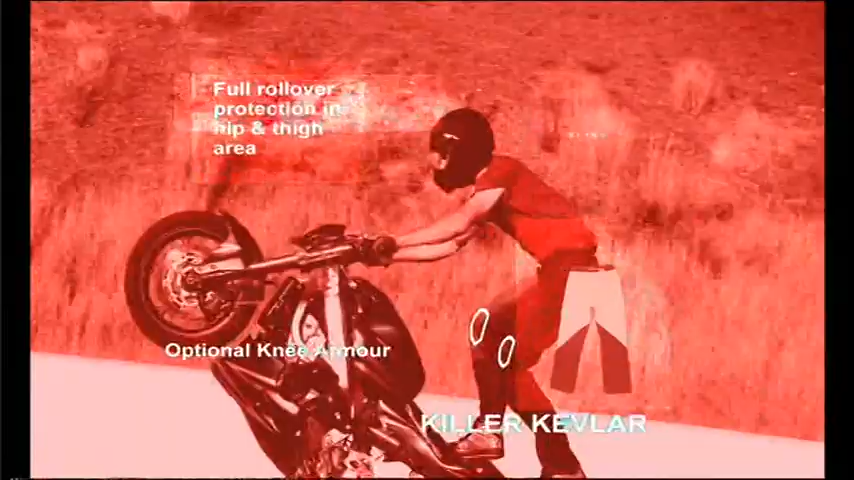 Full rollover
protection in
hip & thigh
area
Optional Knee Armour
KILLER KEVLAR